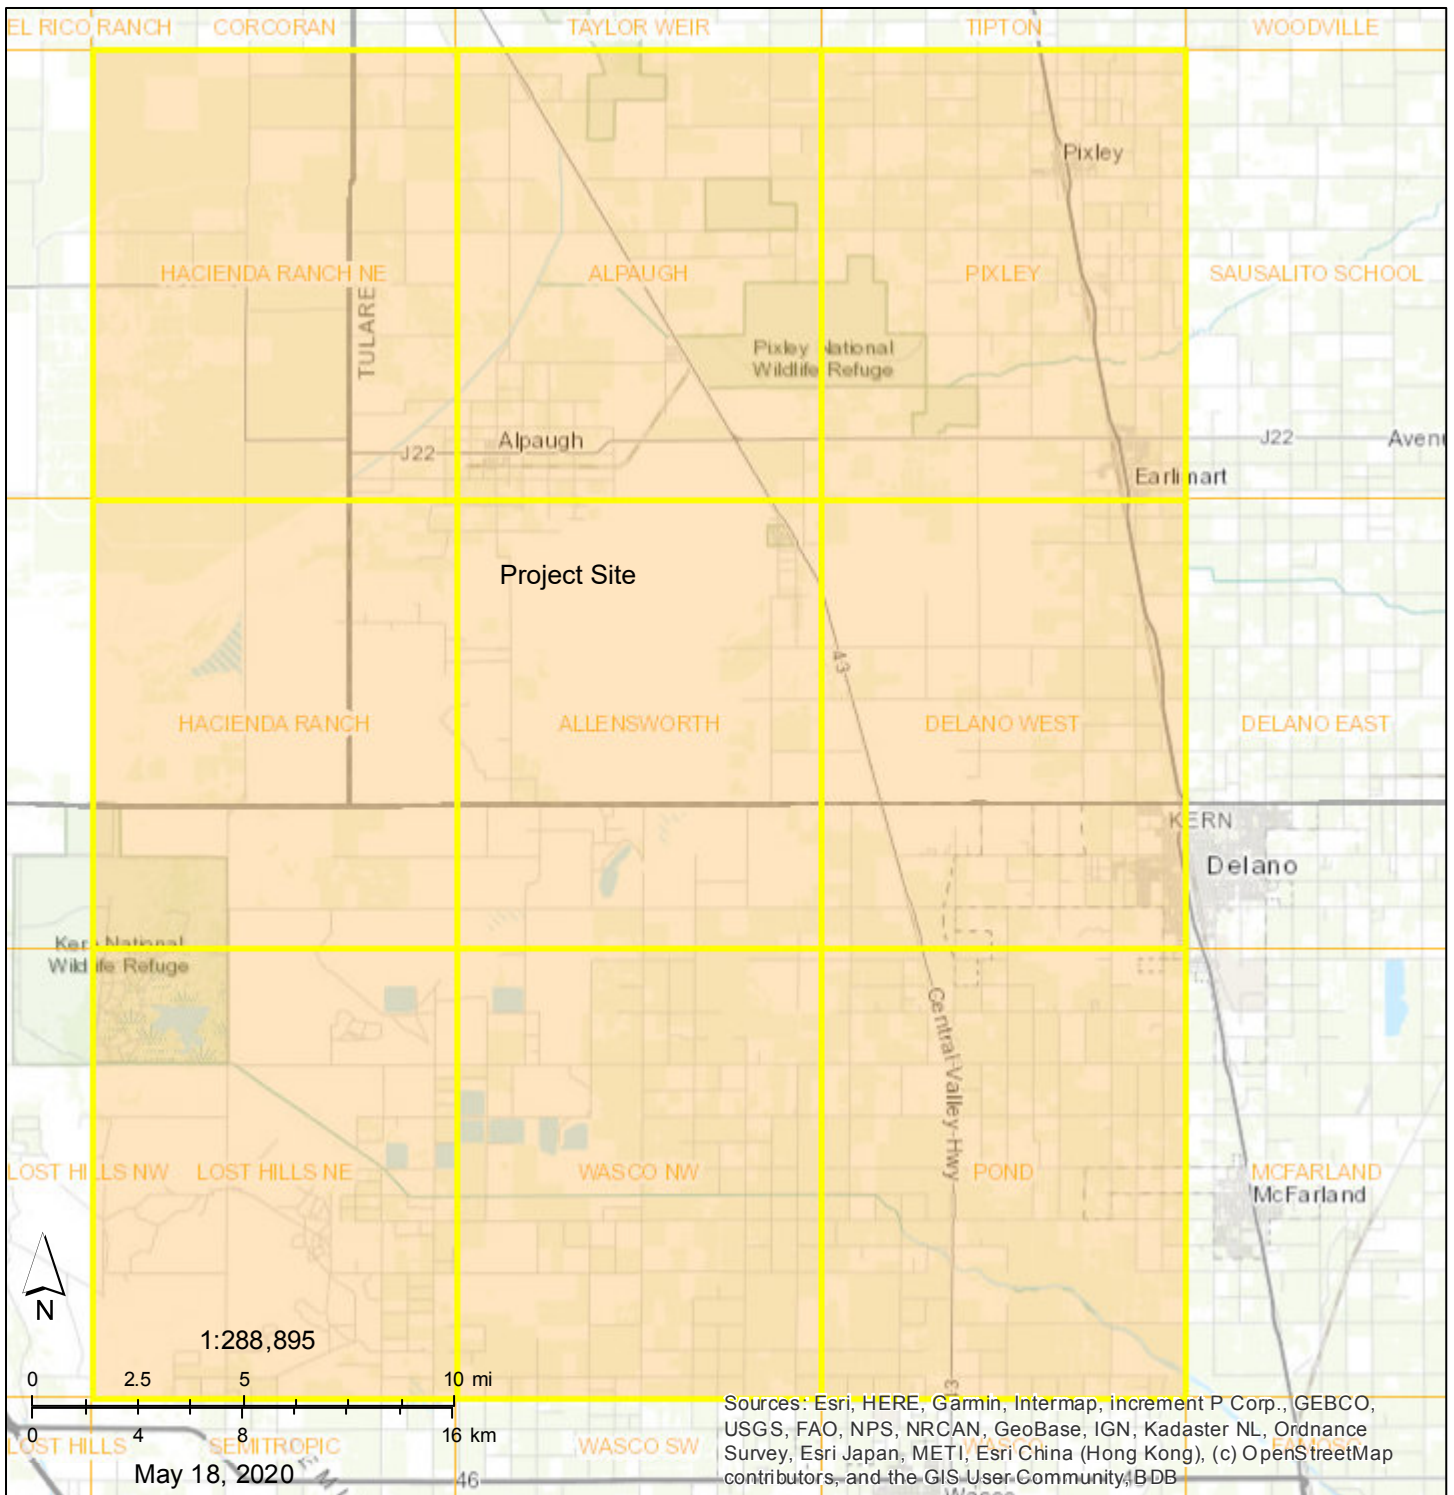 EL RICO RANCH
CORCORAN
TAYLOR WEIR
TIPTON
WOODVILLE
Pixley
HACIENDA RANCH NE
ALPAUGH
PIXLEY
SAUSALITO SCHOOL
TULARE
Pixley National
Wildlife Refuge
J22
Alpaugh
J22
Aven
Earlimart
Project Site
43
HACIENDA RANCH
ALLENSWORTH
DELANO WEST
DELANO EAST
KERN
Delano
Kern National
Wildlife Refuge
Central Valley Hwy
LOST HILLS NW
LOST HILLS NE
WASCO NW
POND
MCFARLAND
McFarland
N
1:288,895
0 2.5 5 10 mi
0 4 8 16 km
LOST HILLS
SEMITROPIC
WASCO SW
WASCO
FAMOSO
May 18, 2020
46
Sources: Esri, HERE, Garmin, Intermap, increment P Corp., GEBCO,
USGS, FAO, NPS, NRCAN, GeoBase, IGN, Kadaster NL, Ordnance
Survey, Esri Japan, METI, Esri China (Hong Kong), (c) OpenStreetMap
contributors, and the GIS User Community, BDB